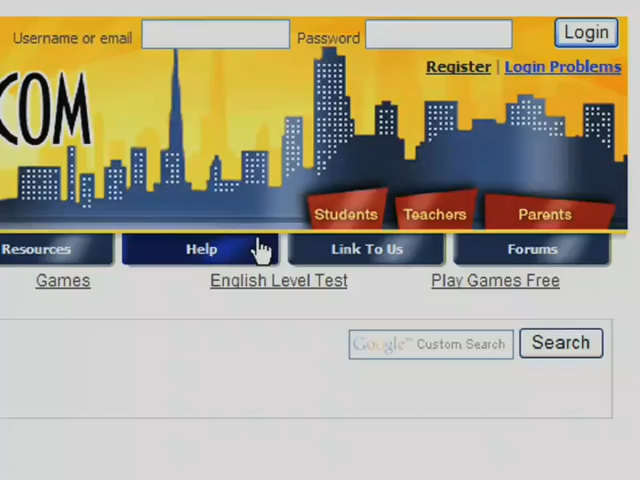 Username or email Password Login
Register | Login Problems
COM
Students Teachers Parents
Resources Help Link To Us Forums
Games English Level Test Play Games Free
Google™ Custom Search Search